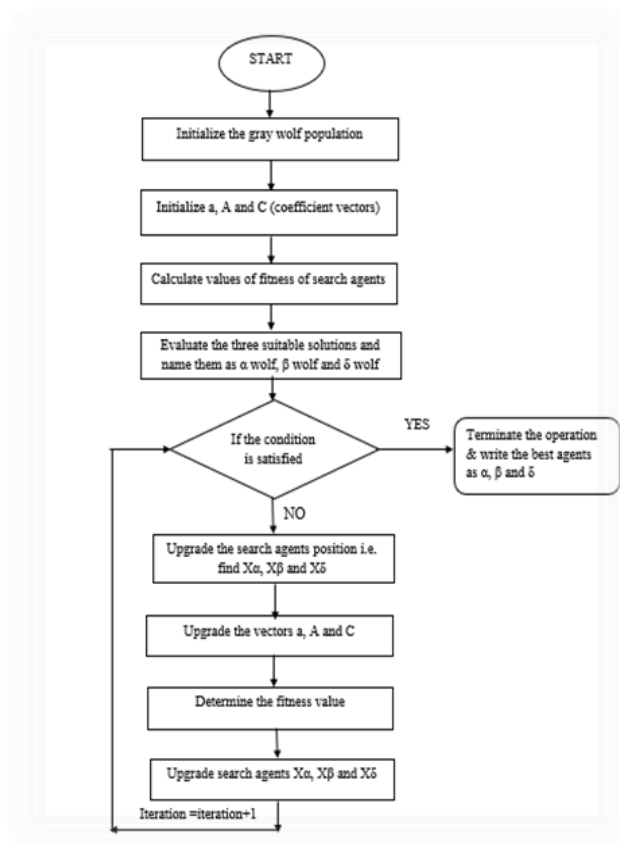 START
Initialize the gray wolf population
Initialize a, A and C (coefficient vectors)
Calculate values of fitness of search agents
Evaluate the three suitable solutions and
name them as α wolf, β wolf and δ wolf
If the condition
is satisfied
YES
Terminate the operation
& write the best agents
as α, β and δ
NO
Upgrade the search agents position i.e.
find Xα, Xβ and Xδ
Upgrade the vectors a, A and C
Determine the fitness value
Upgrade search agents Xα, Xβ and Xδ
Iteration =iteration+1